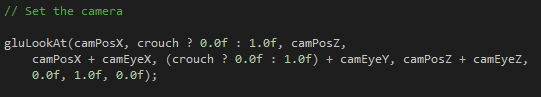 // Set the camera
gluLookAt(camPosX, crouch ? 0.0f : 1.0f, camPosZ,
camPosX + camEyeX, (crouch ? 0.0f : 1.0f) + camEyeY, camPosZ + camEyeZ,
0.0f, 1.0f, 0.0f);